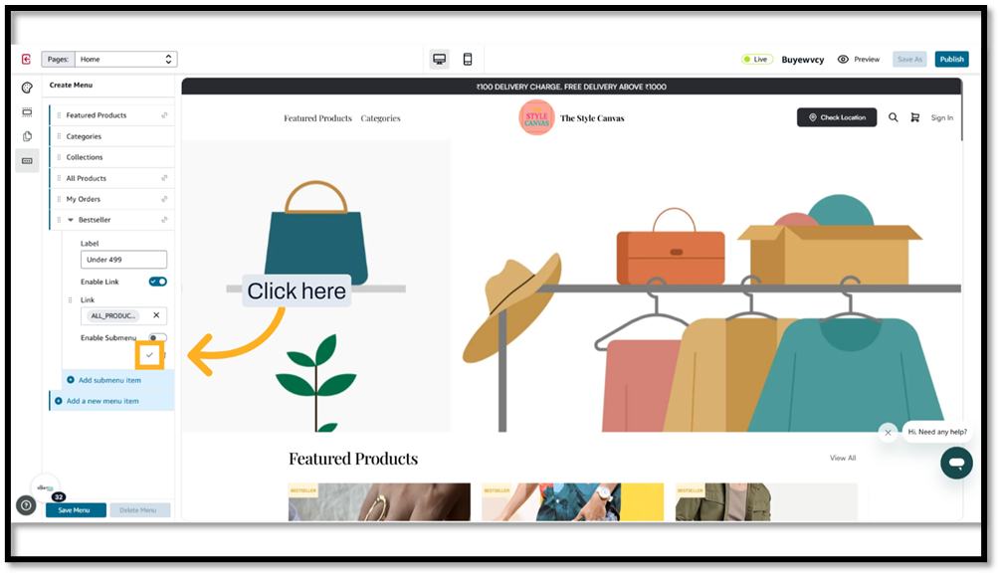 Pages: Home
Live
Buyewvcy
Preview
Save As
Publish
Create Menu
Featured Products
Categories
Collections
All Products
My Orders
Bestseller
Label
Under 499
Enable Link
Link
ALL_PRODUC...
Enable Submenu
Add submenu item
Add a new menu item
32
Save Menu
Delete Menu
₹100 DELIVERY CHARGE. FREE DELIVERY ABOVE ₹1000
Featured Products Categories
STYLE
CANVAS
The Style Canvas
Check Location
Sign In
Click here
Hi. Need any help?
Featured Products
View All
BESTSELLER
BESTSELLER
BESTSELLER